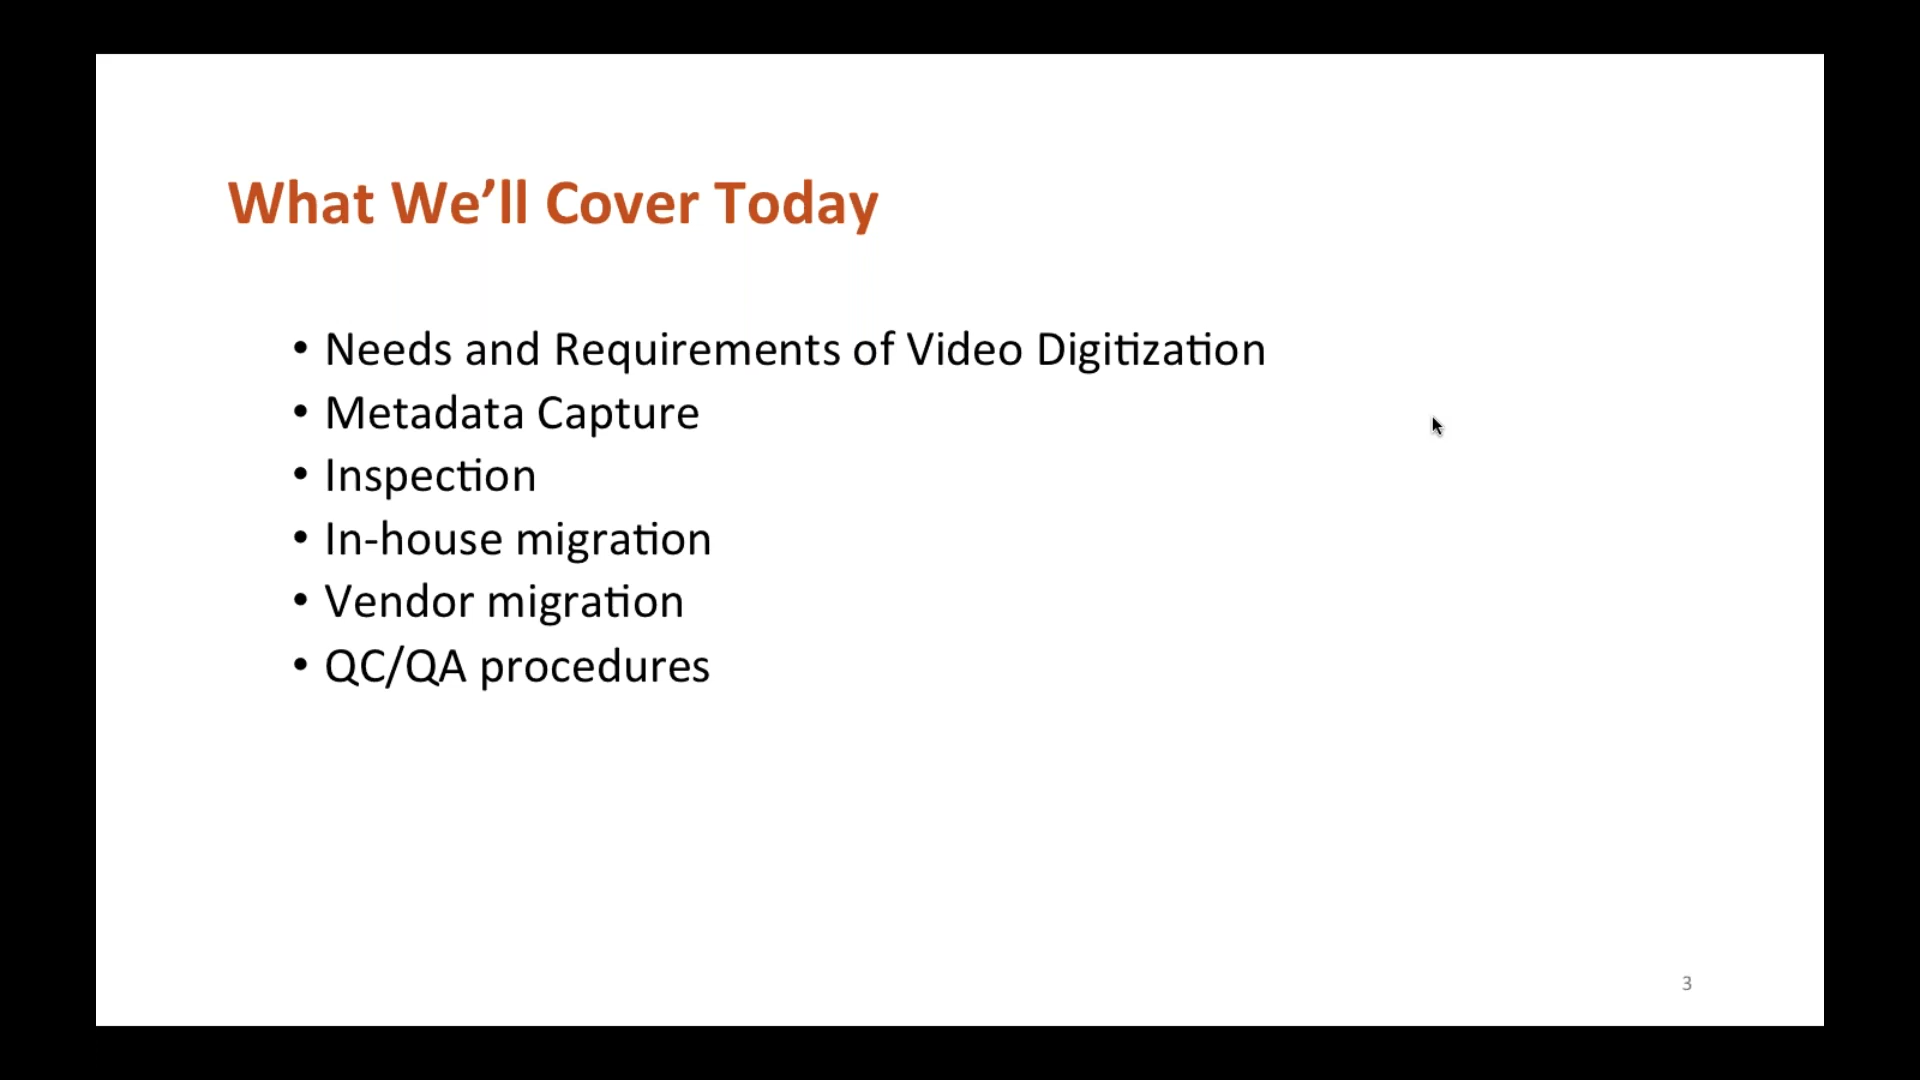 What We’ll Cover Today
• Needs and Requirements of Video Digitization
• Metadata Capture
• Inspection
• In-house migration
• Vendor migration
• QC/QA procedures
3